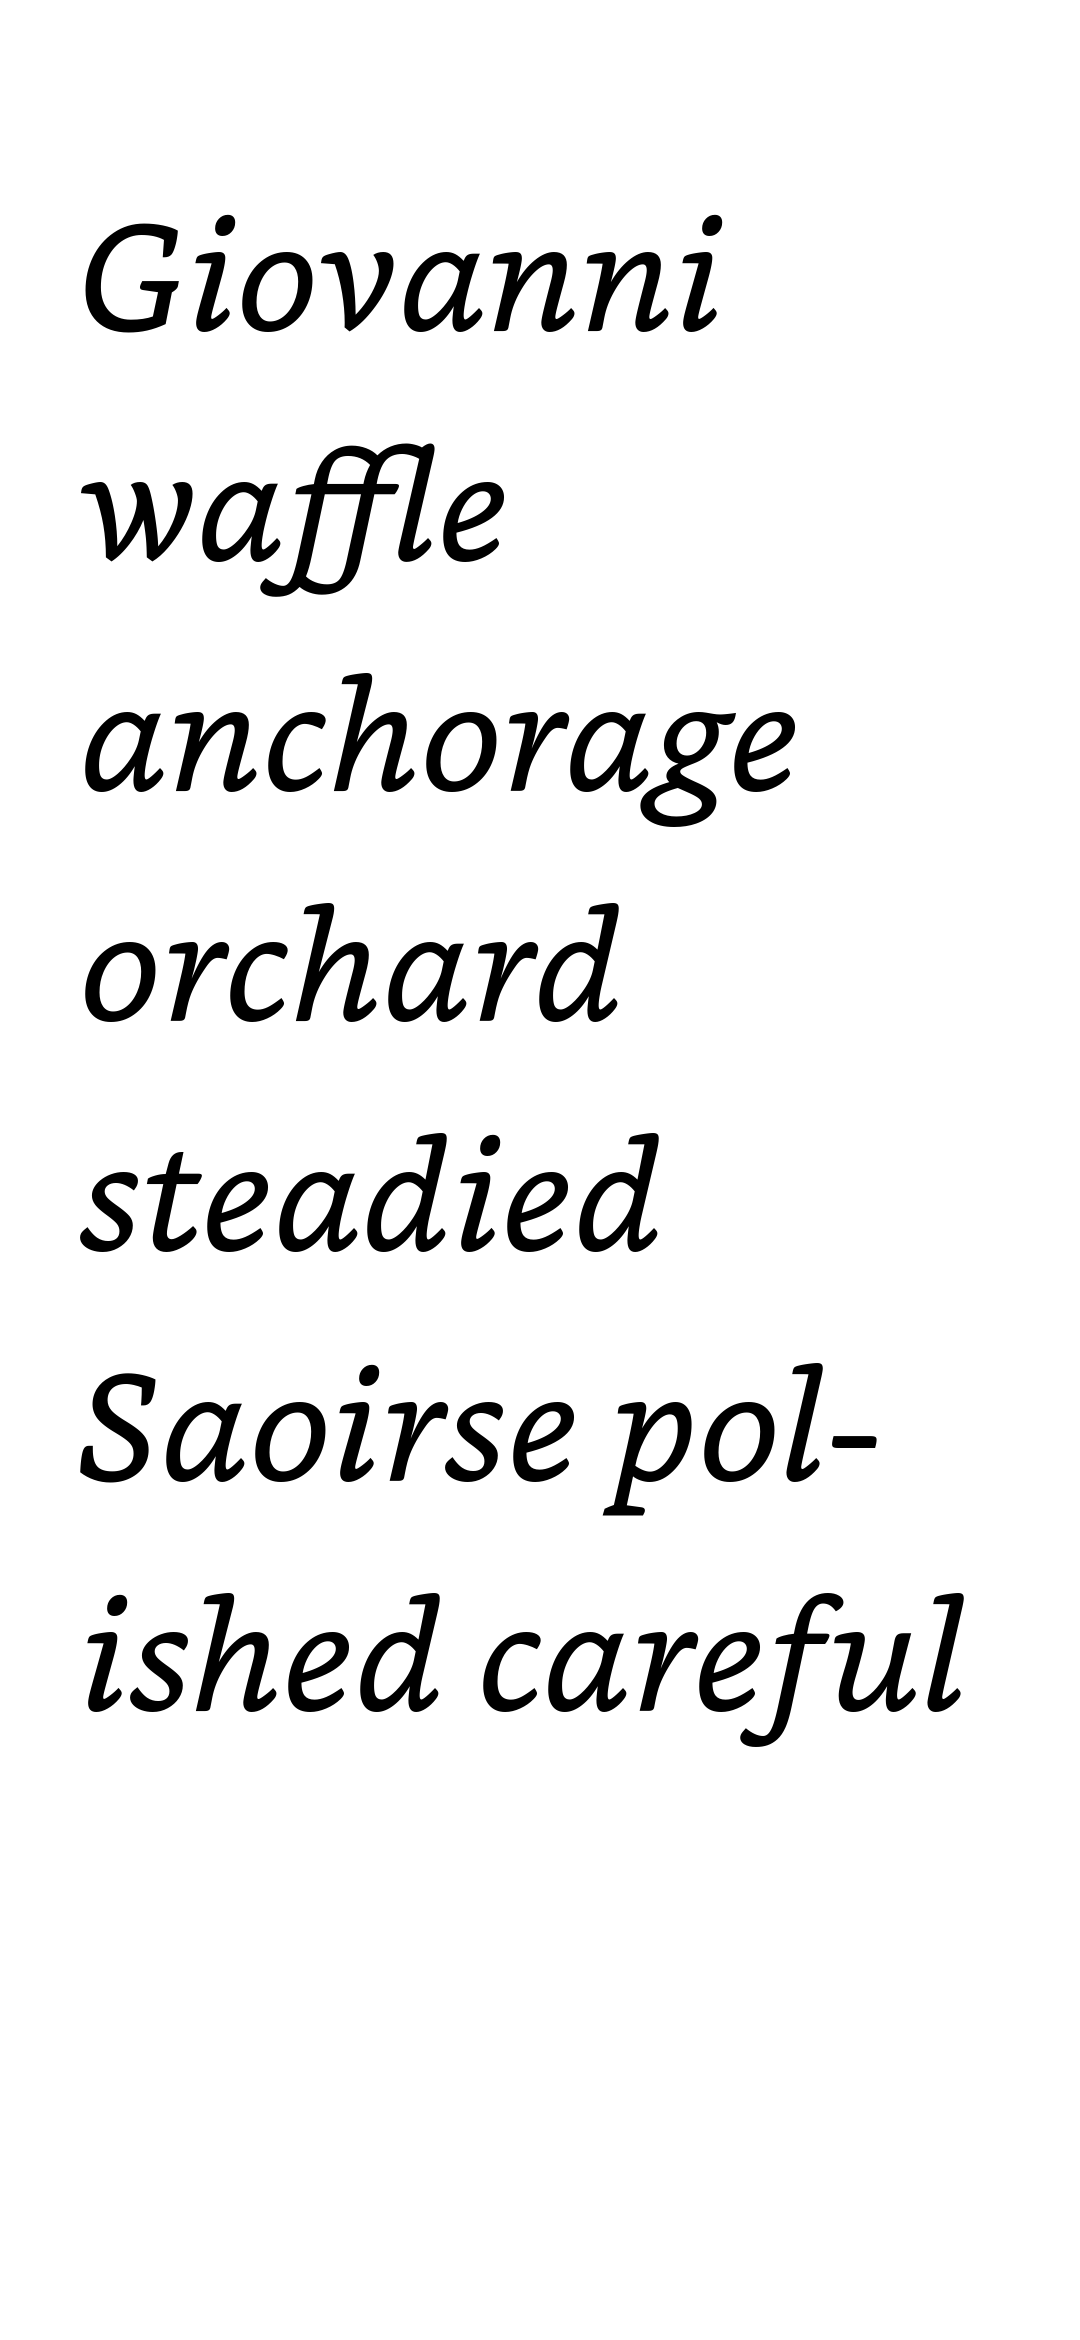 Giovanni
waffle
anchorage
orchard
steadied
Saoirse pol-
ished careful